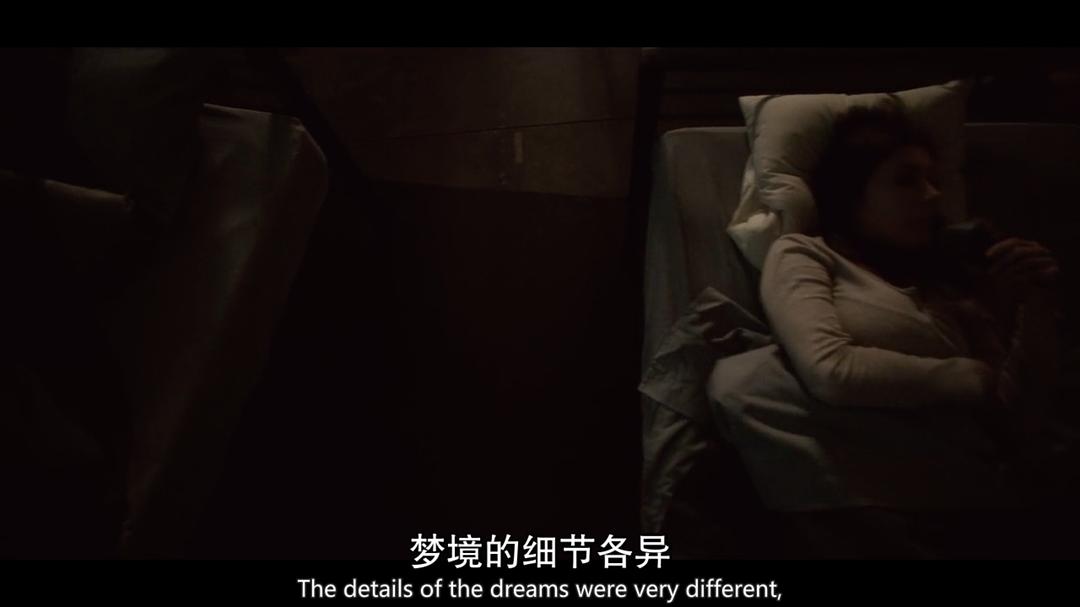 梦境的细节各异
The details of the dreams were very different,